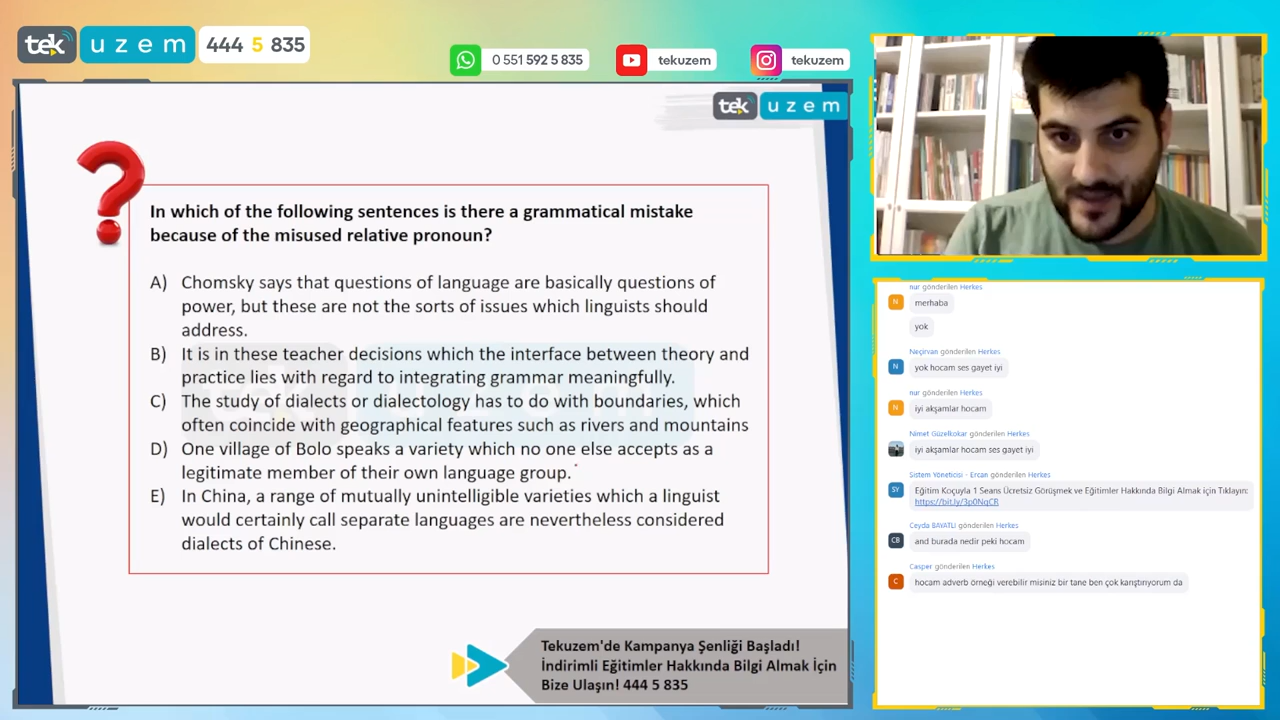 tek uzem 444 5 835
0 551 592 5 835
tekuzem
tekuzem
tek uzem
In which of the following sentences is there a grammatical mistake
because of the misused relative pronoun?
A) Chomsky says that questions of language are basically questions of
power, but these are not the sorts of issues which linguists should
address.
B) It is in these teacher decisions which the interface between theory and
practice lies with regard to integrating grammar meaningfully.
C) The study of dialects or dialectology has to do with boundaries, which
often coincide with geographical features such as rivers and mountains
D) One village of Bolo speaks a variety which no one else accepts as a
legitimate member of their own language group.
E) In China, a range of mutually unintelligible varieties which a linguist
would certainly call separate languages are nevertheless considered
dialects of Chinese.
Tekuzem'de Kampanya Şenliği Başladı!
İndirimli Eğitimler Hakkında Bilgi Almak İçin
Bize Ulaşın! 444 5 835
nur gönderilen Herkes
N
merhaba
yok
Neçirvan gönderilen Herkes
N
yok hocam ses gayet iyi
nur gönderilen Herkes
N
iyi akşamlar hocam
Nimet Güzelkokar gönderilen Herkes
iyi akşamlar hocam ses gayet iyi
Sistem Yöneticisi - Ercan gönderilen Herkes
SY
Eğitim Koçuyla 1 Seans Ücretsiz Görüşmek ve Eğitimler Hakkında Bilgi Almak için Tıklayın:
https://bit.ly/3p0NqCR
Ceyda BAYATLI gönderilen Herkes
CB
and burada nedir peki hocam
Casper gönderilen Herkes
C
hocam adverb örneği verebilir misiniz bir tane ben çok karıştırıyorum da